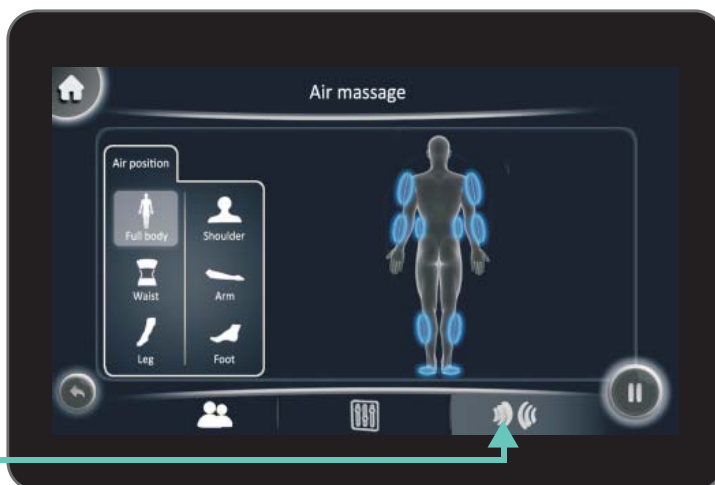 Air massage
Air position
Full body
Shoulder
Waist
Arm
Leg
Foot